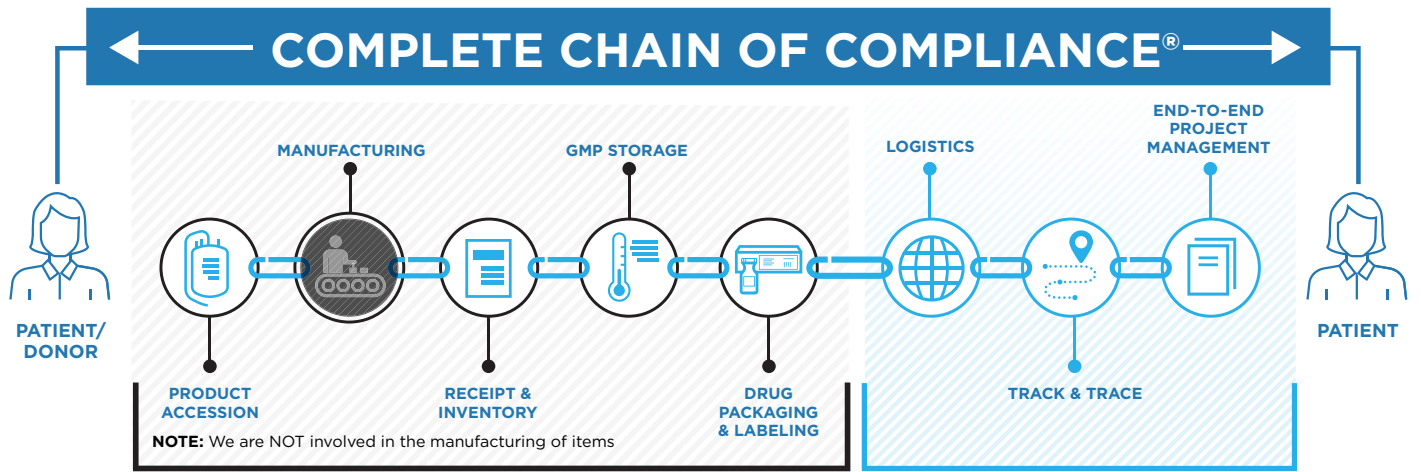 COMPLETE CHAIN OF COMPLIANCE®
MANUFACTURING
GMP STORAGE
LOGISTICS
END-TO-END
PROJECT
MANAGEMENT
PATIENT/
DONOR
PATIENT
PRODUCT
ACCESSION
RECEIPT &
INVENTORY
DRUG
PACKAGING
& LABELING
TRACK & TRACE
NOTE: We are NOT involved in the manufacturing of items